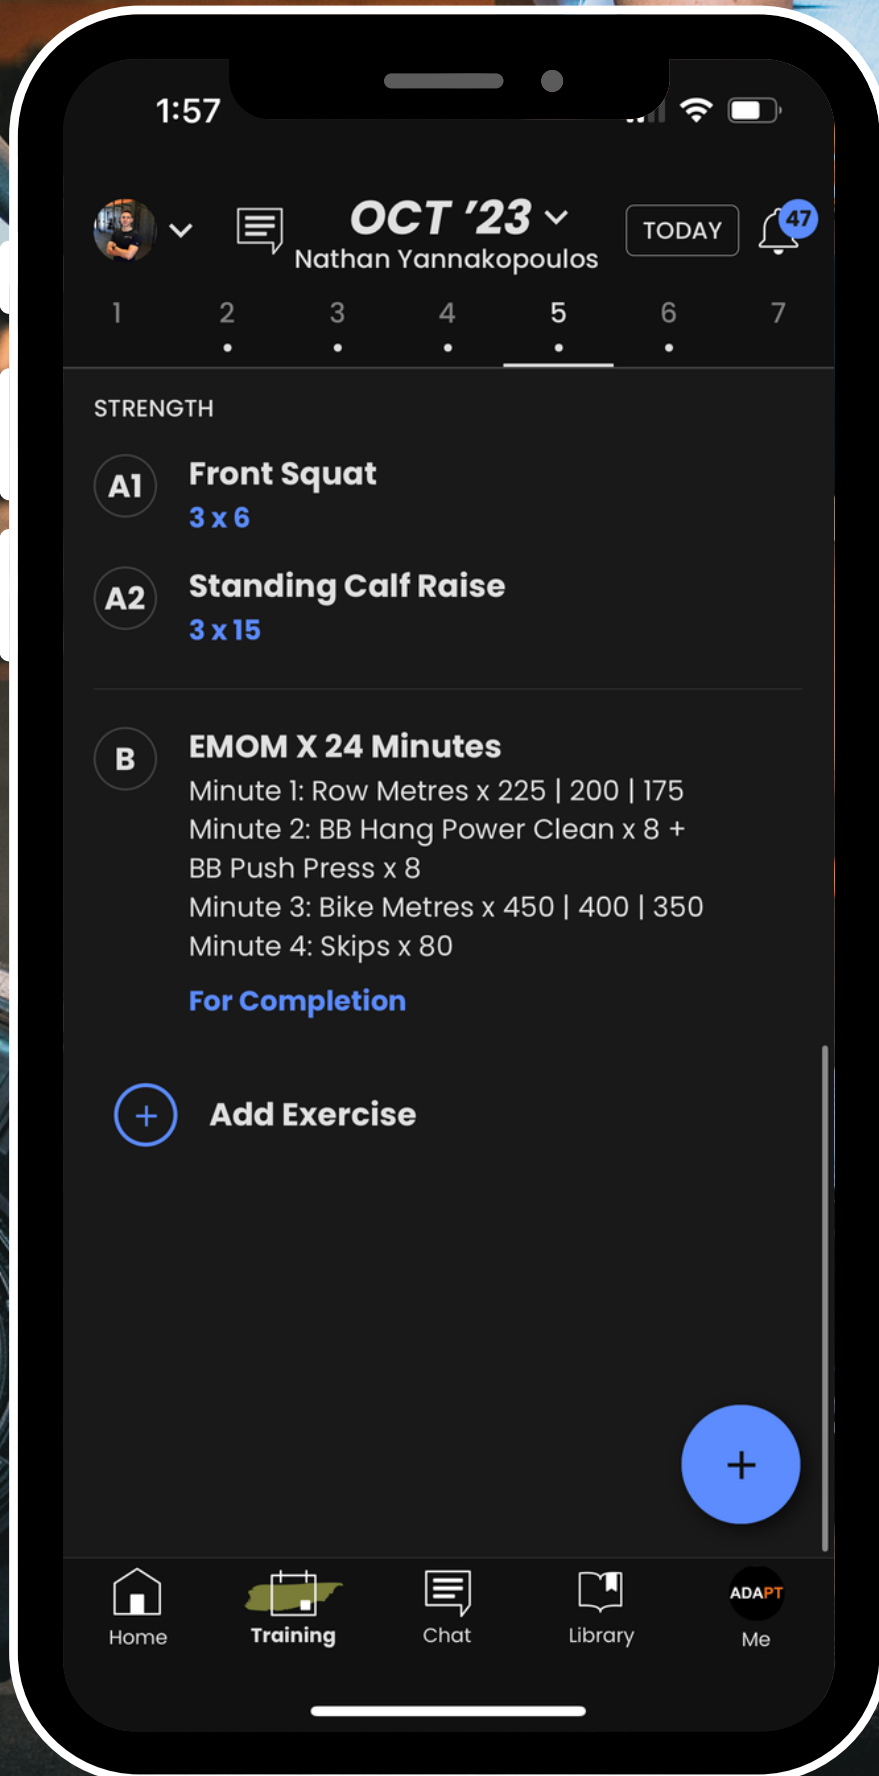 1:57
OCT '23
Nathan Yannakopoulos
TODAY
47
1 2 3 4 5 6 7
STRENGTH
A1
Front Squat
3 x 6
A2
Standing Calf Raise
3 x 15
B
EMOM X 24 Minutes
Minute 1: Row Metres x 225 | 200 | 175
Minute 2: BB Hang Power Clean x 8 +
BB Push Press x 8
Minute 3: Bike Metres x 450 | 400 | 350
Minute 4: Skips x 80
For Completion
+ Add Exercise
+
Home
Training
Chat
Library
ADAPT
Me